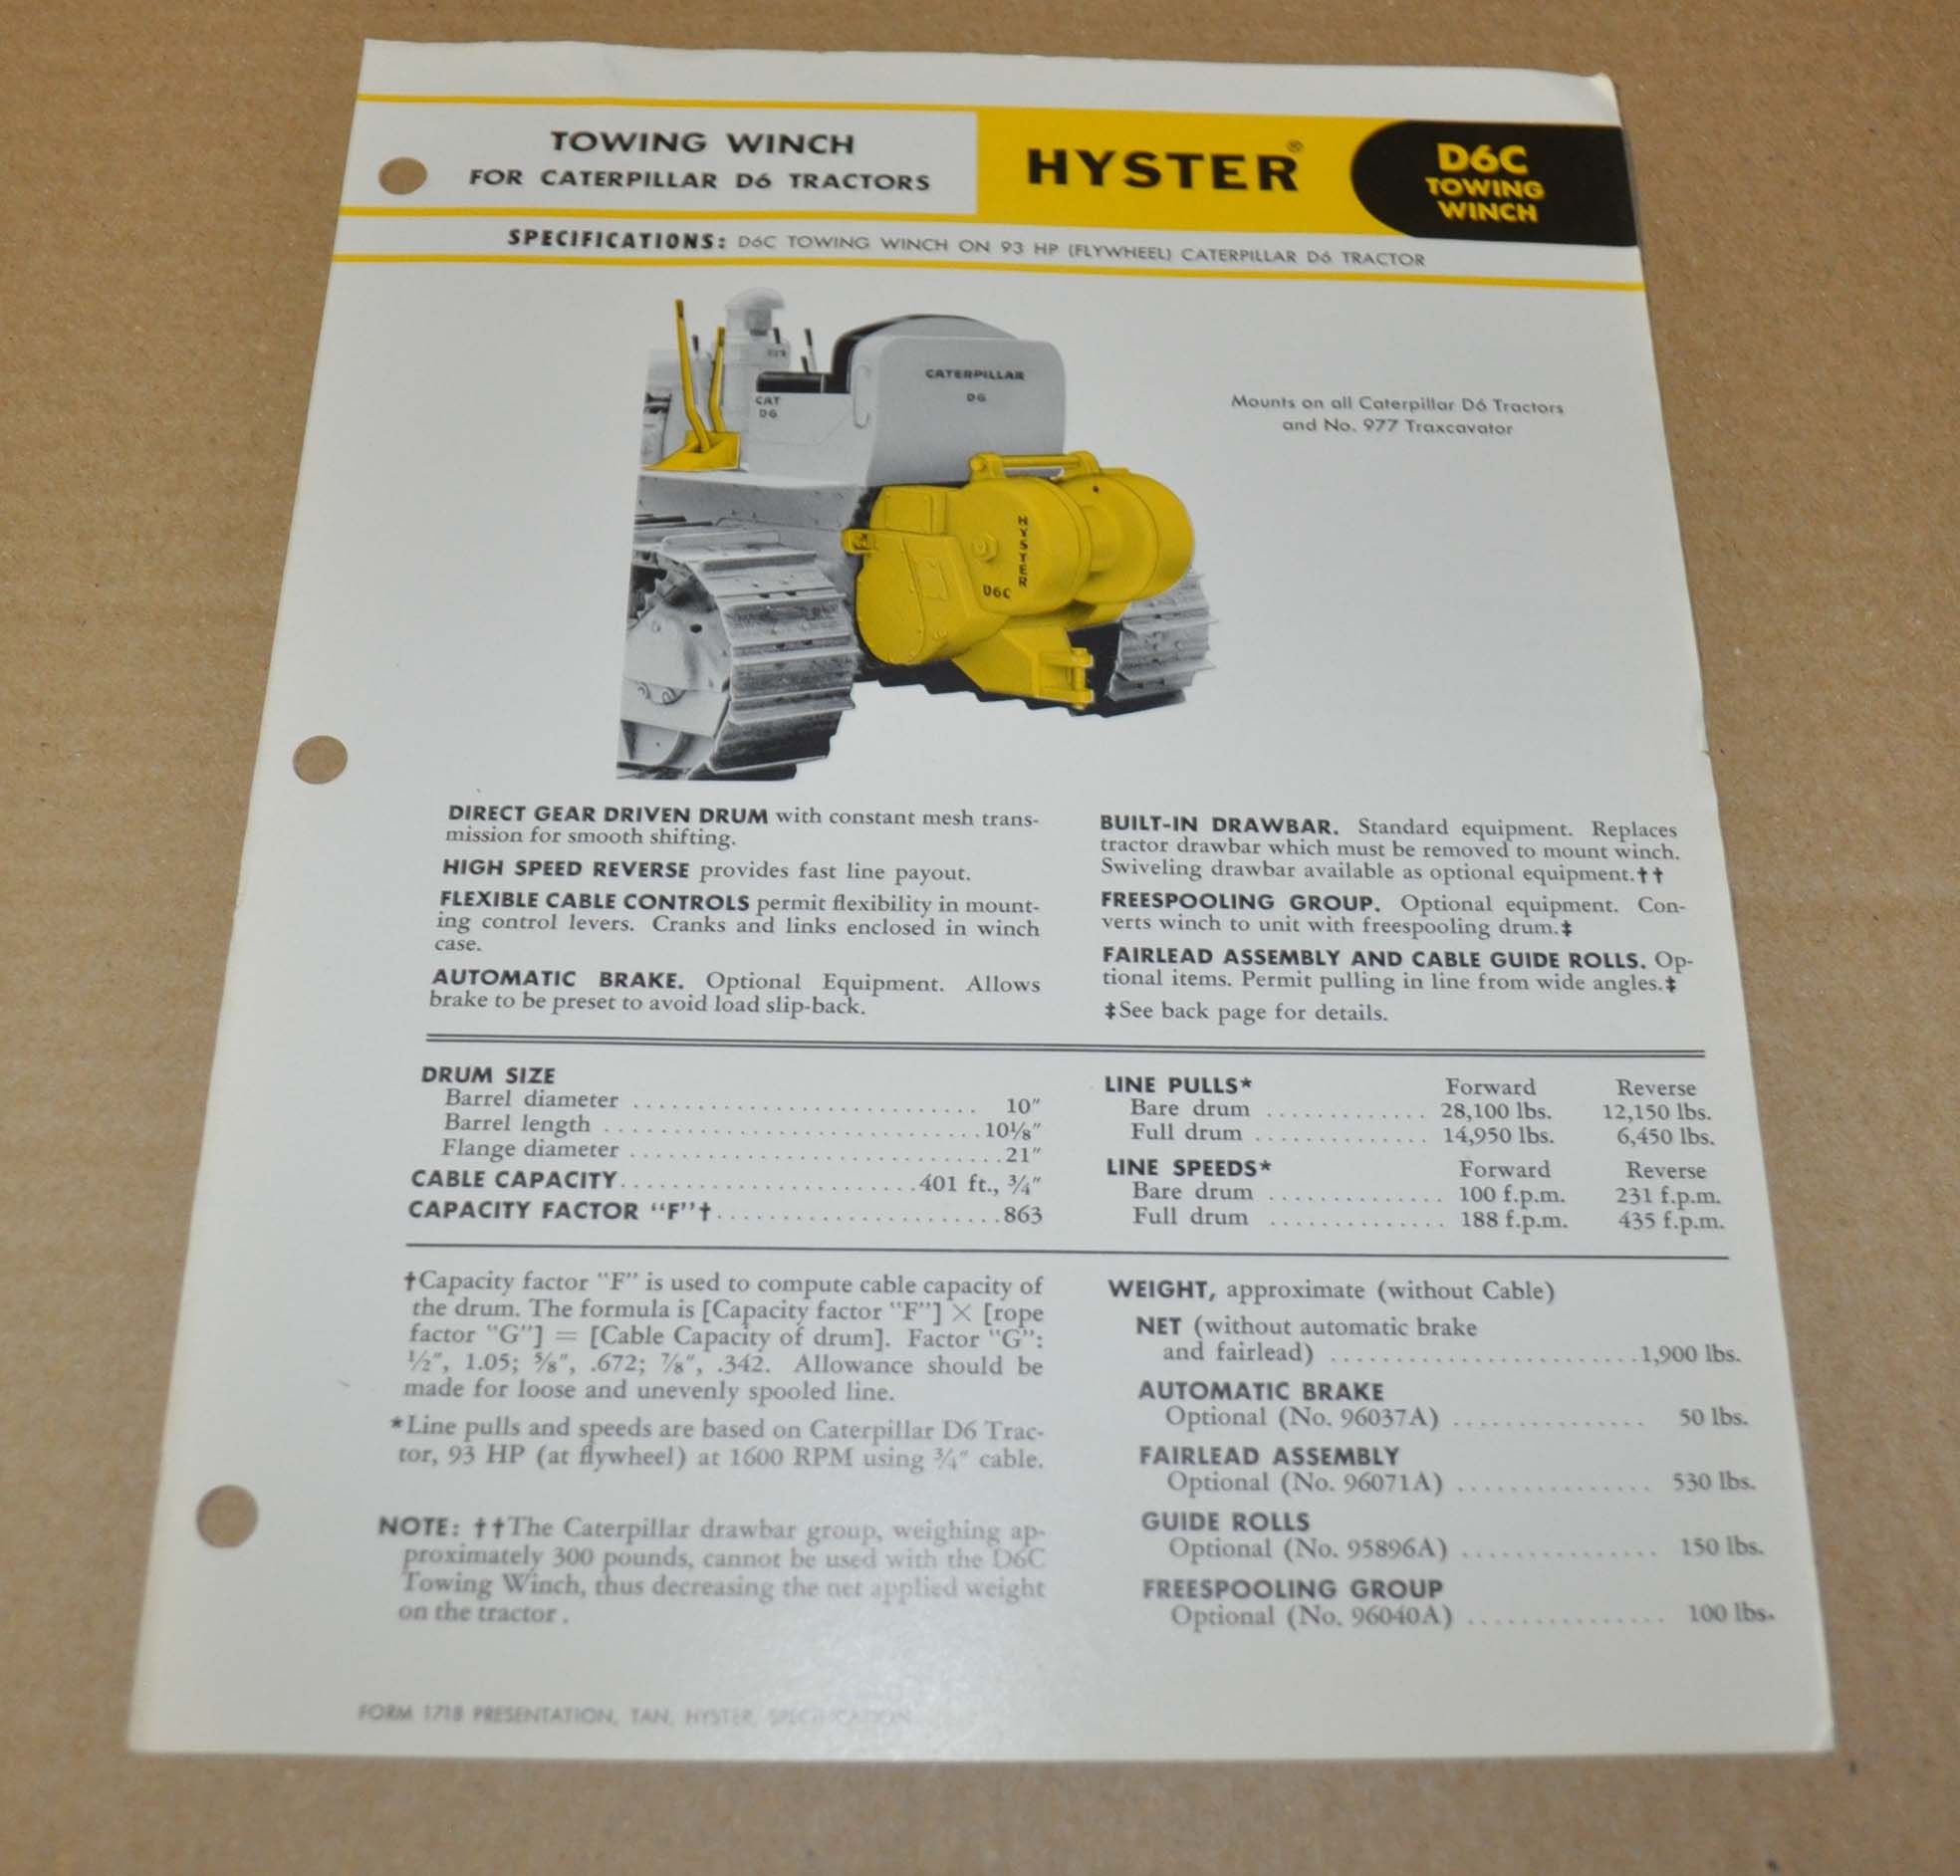 TOWING WINCH
FOR CATERPILLAR D6 TRACTORS
HYSTER®
D6C
TOWING
WINCH
SPECIFICATIONS: D6C TOWING WINCH ON 93 HP (FLYWHEEL) CATERPILLAR D6 TRACTOR
CATERPILLAR
D6
CAT
D6
HYSTER
D6C
Mounts on all Caterpillar D6 Tractors
and No. 977 Traxcavator
DIRECT GEAR DRIVEN DRUM with constant mesh trans-
mission for smooth shifting.
HIGH SPEED REVERSE provides fast line payout.
FLEXIBLE CABLE CONTROLS permit flexibility in mount-
ing control levers. Cranks and links enclosed in winch
case.
AUTOMATIC BRAKE. Optional Equipment. Allows
brake to be preset to avoid load slip-back.
BUILT-IN DRAWBAR. Standard equipment. Replaces
tractor drawbar which must be removed to mount winch.
Swiveling drawbar available as optional equipment.††
FREESPOOLING GROUP. Optional equipment. Con-
verts winch to unit with freespooling drum.‡
FAIRLEAD ASSEMBLY AND CABLE GUIDE ROLLS. Op-
tional items. Permit pulling in line from wide angles.‡
‡See back page for details.
DRUM SIZE
Barrel diameter ............................ 10"
Barrel length ...............................10⅛"
Flange diameter ..............................21"
CABLE CAPACITY........................401 ft., ¾"
CAPACITY FACTOR "F"†.......................863
LINE PULLS* Forward Reverse
Bare drum ............. 28,100 lbs. 12,150 lbs.
Full drum .............. 14,950 lbs. 6,450 lbs.
LINE SPEEDS* Forward Reverse
Bare drum .............. 100 f.p.m. 231 f.p.m.
Full drum .............. 188 f.p.m. 435 f.p.m.
†Capacity factor "F" is used to compute cable capacity of
the drum. The formula is [Capacity factor "F"] × [rope
factor "G"] = [Cable Capacity of drum]. Factor "G":
½", 1.05; ⅝", .672; ⅞", .342. Allowance should be
made for loose and unevenly spooled line.
*Line pulls and speeds are based on Caterpillar D6 Trac-
tor, 93 HP (at flywheel) at 1600 RPM using ¾" cable.
NOTE: ††The Caterpillar drawbar group, weighing ap-
proximately 300 pounds, cannot be used with the D6C
Towing Winch, thus decreasing the net applied weight
on the tractor.
WEIGHT, approximate (without Cable)
NET (without automatic brake
and fairlead) .........................1,900 lbs.
AUTOMATIC BRAKE
Optional (No. 96037A) ............... 50 lbs.
FAIRLEAD ASSEMBLY
Optional (No. 96071A) ............... 530 lbs.
GUIDE ROLLS
Optional (No. 95896A) ............... 150 lbs.
FREESPOOLING GROUP
Optional (No. 96040A) ............... 100 lbs.
FORM 1718 PRESENTATION, TAN, HYSTER, SPECIFICATION